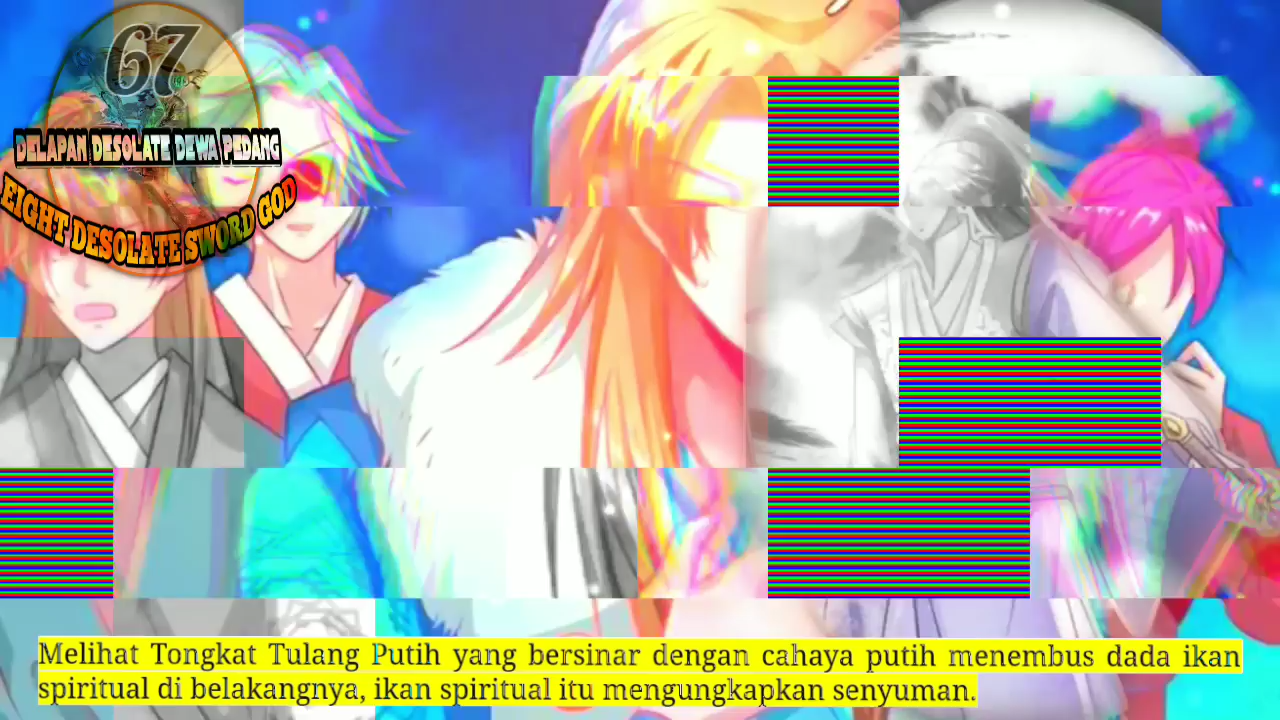 67
DELAPAN DESOLATE DEWA PEDANG
EIGHT DESOLATE SWORD GOD
Melihat Tongkat Tulang Putih yang bersinar dengan cahaya putih menembus dada ikan
spiritual di belakangnya, ikan spiritual itu mengungkapkan senyuman.